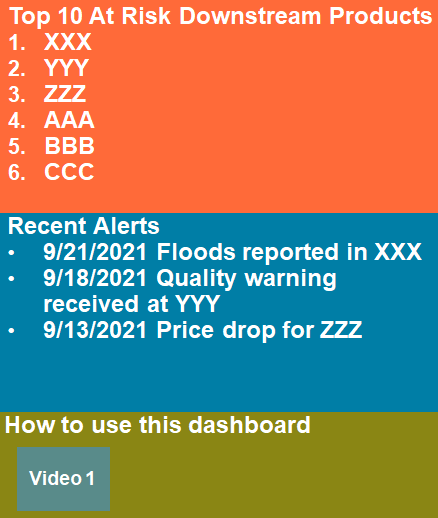 Top 10 At Risk Downstream Products
1. XXX
2. YYY
3. ZZZ
4. AAA
5. BBB
6. CCC
Recent Alerts
• 9/21/2021 Floods reported in XXX
• 9/18/2021 Quality warning
received at YYY
• 9/13/2021 Price drop for ZZZ
How to use this dashboard
Video 1